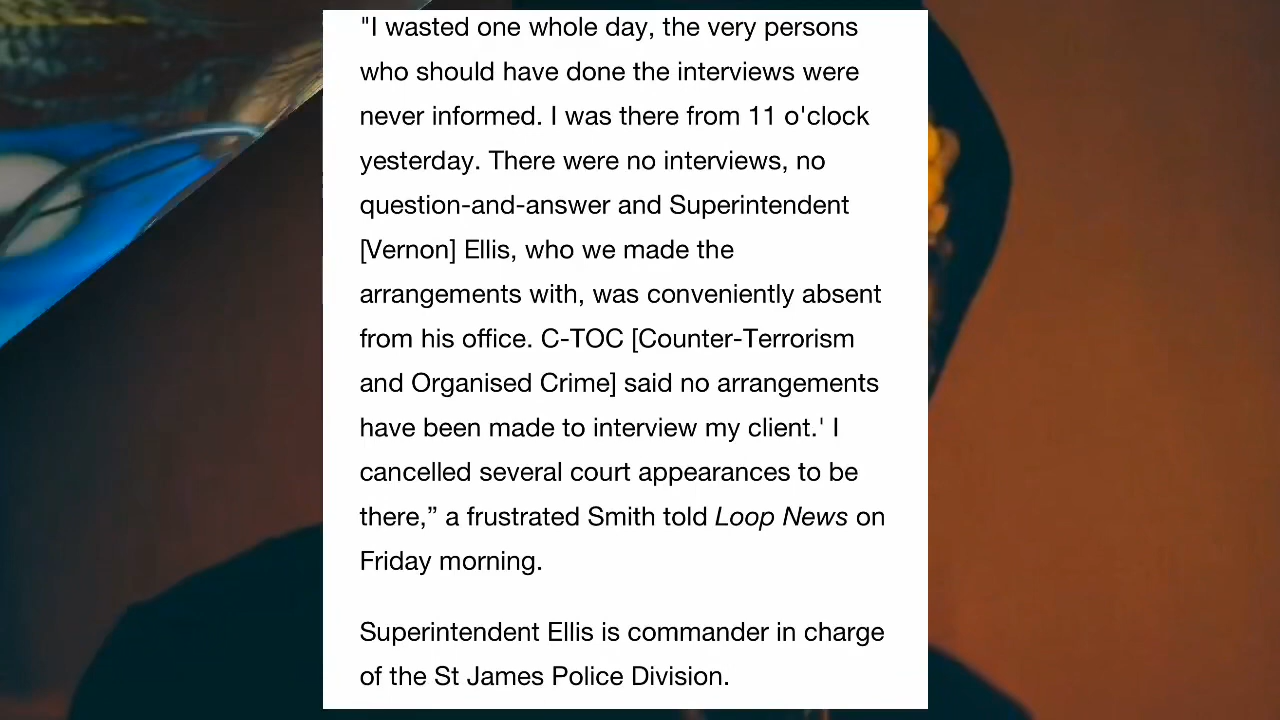 "I wasted one whole day, the very persons
who should have done the interviews were
never informed. I was there from 11 o'clock
yesterday. There were no interviews, no
question-and-answer and Superintendent
[Vernon] Ellis, who we made the
arrangements with, was conveniently absent
from his office. C-TOC [Counter-Terrorism
and Organised Crime] said no arrangements
have been made to interview my client.' I
cancelled several court appearances to be
there,” a frustrated Smith told Loop News on
Friday morning.
Superintendent Ellis is commander in charge
of the St James Police Division.